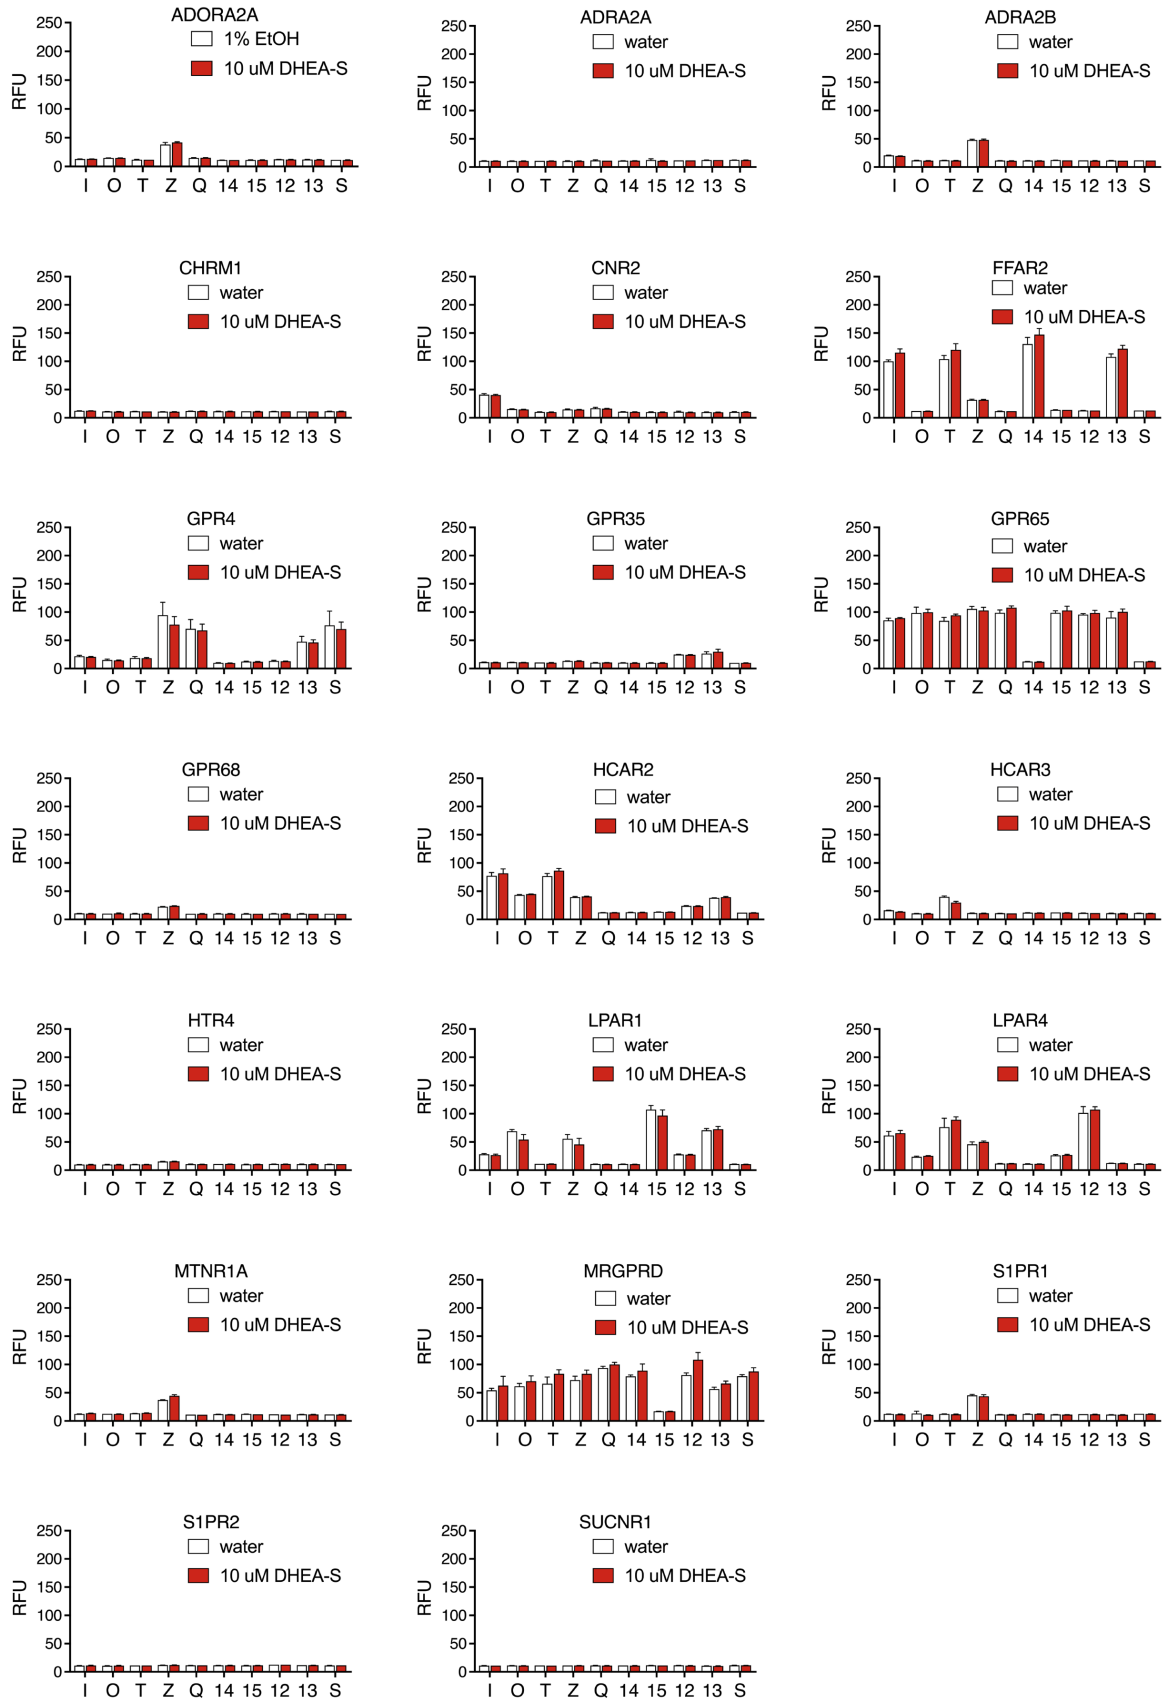 ADORA2A
1% EtOH
10 uM DHEA-S
RFU
250
200
150
100
50
0
I O T Z Q 14 15 12 13 S
ADRA2A
water
10 uM DHEA-S
RFU
250
200
150
100
50
0
I O T Z Q 14 15 12 13 S
ADRA2B
water
10 uM DHEA-S
RFU
250
200
150
100
50
0
I O T Z Q 14 15 12 13 S
CHRM1
water
10 uM DHEA-S
RFU
250
200
150
100
50
0
I O T Z Q 14 15 12 13 S
CNR2
water
10 uM DHEA-S
RFU
250
200
150
100
50
0
I O T Z Q 14 15 12 13 S
FFAR2
water
10 uM DHEA-S
RFU
250
200
150
100
50
0
I O T Z Q 14 15 12 13 S
GPR4
water
10 uM DHEA-S
RFU
250
200
150
100
50
0
I O T Z Q 14 15 12 13 S
GPR35
water
10 uM DHEA-S
RFU
250
200
150
100
50
0
I O T Z Q 14 15 12 13 S
GPR65
water
10 uM DHEA-S
RFU
250
200
150
100
50
0
I O T Z Q 14 15 12 13 S
GPR68
water
10 uM DHEA-S
RFU
250
200
150
100
50
0
I O T Z Q 14 15 12 13 S
HCAR2
water
10 uM DHEA-S
RFU
250
200
150
100
50
0
I O T Z Q 14 15 12 13 S
HCAR3
water
10 uM DHEA-S
RFU
250
200
150
100
50
0
I O T Z Q 14 15 12 13 S
HTR4
water
10 uM DHEA-S
RFU
250
200
150
100
50
0
I O T Z Q 14 15 12 13 S
LPAR1
water
10 uM DHEA-S
RFU
250
200
150
100
50
0
I O T Z Q 14 15 12 13 S
LPAR4
water
10 uM DHEA-S
RFU
250
200
150
100
50
0
I O T Z Q 14 15 12 13 S
MTNR1A
water
10 uM DHEA-S
RFU
250
200
150
100
50
0
I O T Z Q 14 15 12 13 S
MRGPRD
water
10 uM DHEA-S
RFU
250
200
150
100
50
0
I O T Z Q 14 15 12 13 S
S1PR1
water
10 uM DHEA-S
RFU
250
200
150
100
50
0
I O T Z Q 14 15 12 13 S
S1PR2
water
10 uM DHEA-S
RFU
250
200
150
100
50
0
I O T Z Q 14 15 12 13 S
SUCNR1
water
10 uM DHEA-S
RFU
250
200
150
100
50
0
I O T Z Q 14 15 12 13 S